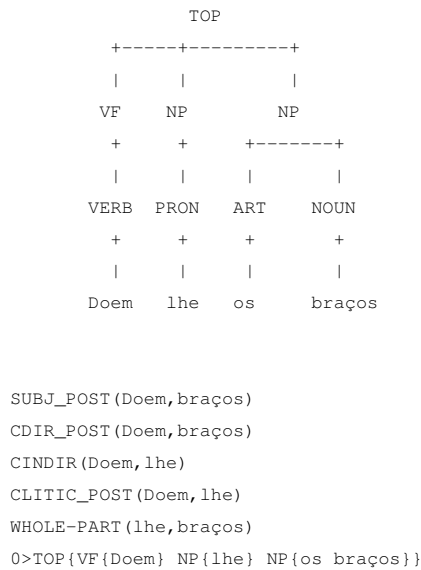 TOP
+-----+---------+
| | |
VF NP NP
+ + +-------+
| | | |
VERB PRON ART NOUN
+ + + +
| | | |
Doem lhe os braços
SUBJ_POST(Doem,braços)
CDIR_POST(Doem,braços)
CINDIR(Doem,lhe)
CLITIC_POST(Doem,lhe)
WHOLE-PART(lhe,braços)
0>TOP{VF{Doem} NP{lhe} NP{os braços}}